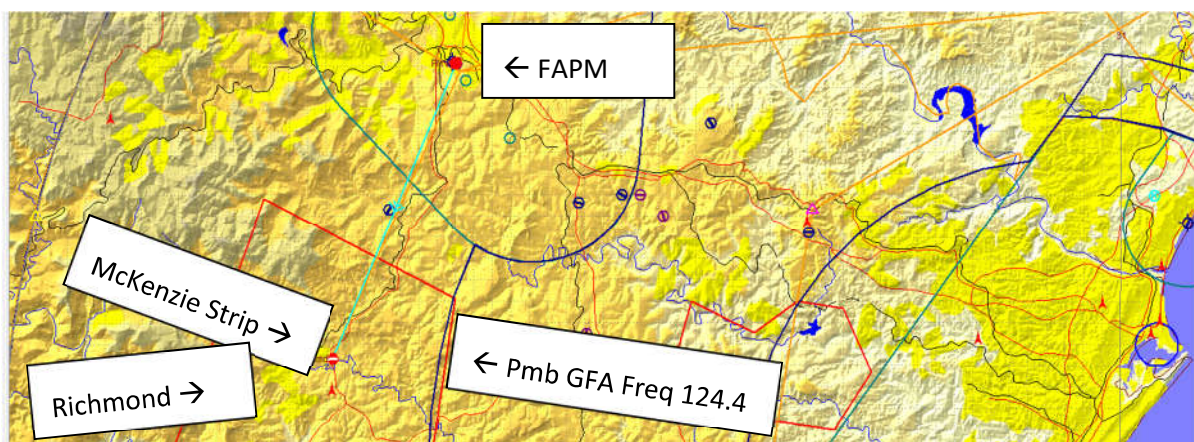 ← FAPM
McKenzie Strip →
Richmond →
← Pmb GFA Freq 124.4